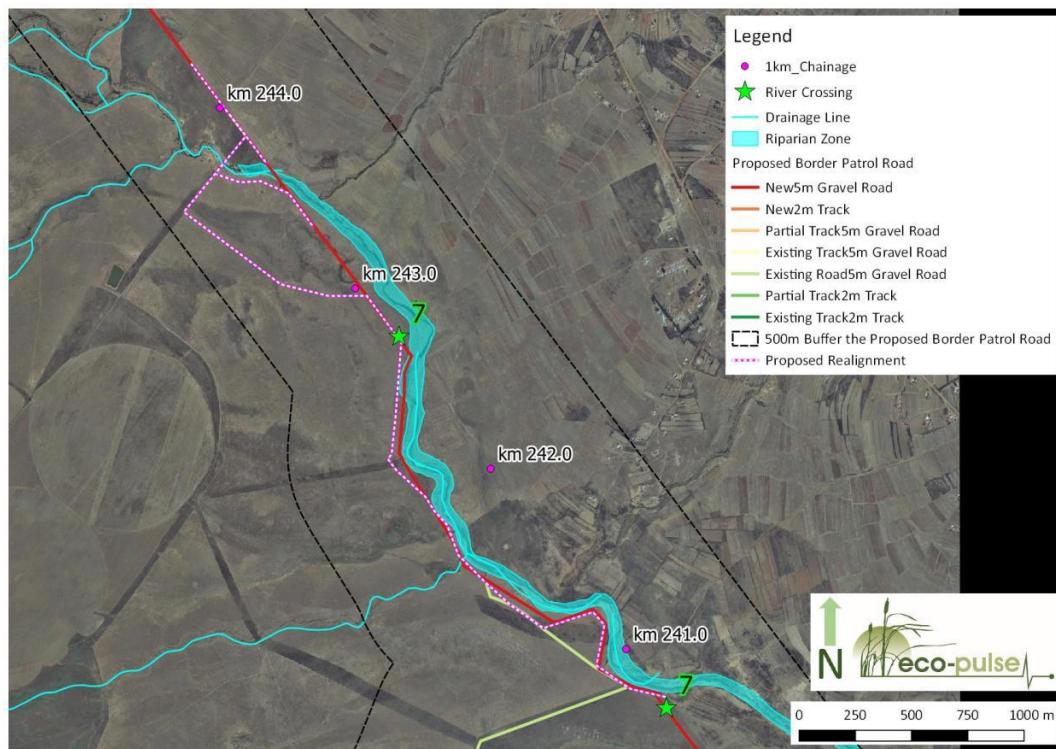 km 244.0
km 243.0
7
km 242.0
km 241.0
7
Legend
1km_Chainage
River Crossing
Drainage Line
Riparian Zone
Proposed Border Patrol Road
New5m Gravel Road
New2m Track
Partial Track5m Gravel Road
Existing Track5m Gravel Road
Existing Road5m Gravel Road
Partial Track2m Track
Existing Track2m Track
500m Buffer the Proposed Border Patrol Road
Proposed Realignment
N
eco-pulse
0 250 500 750 1000 m